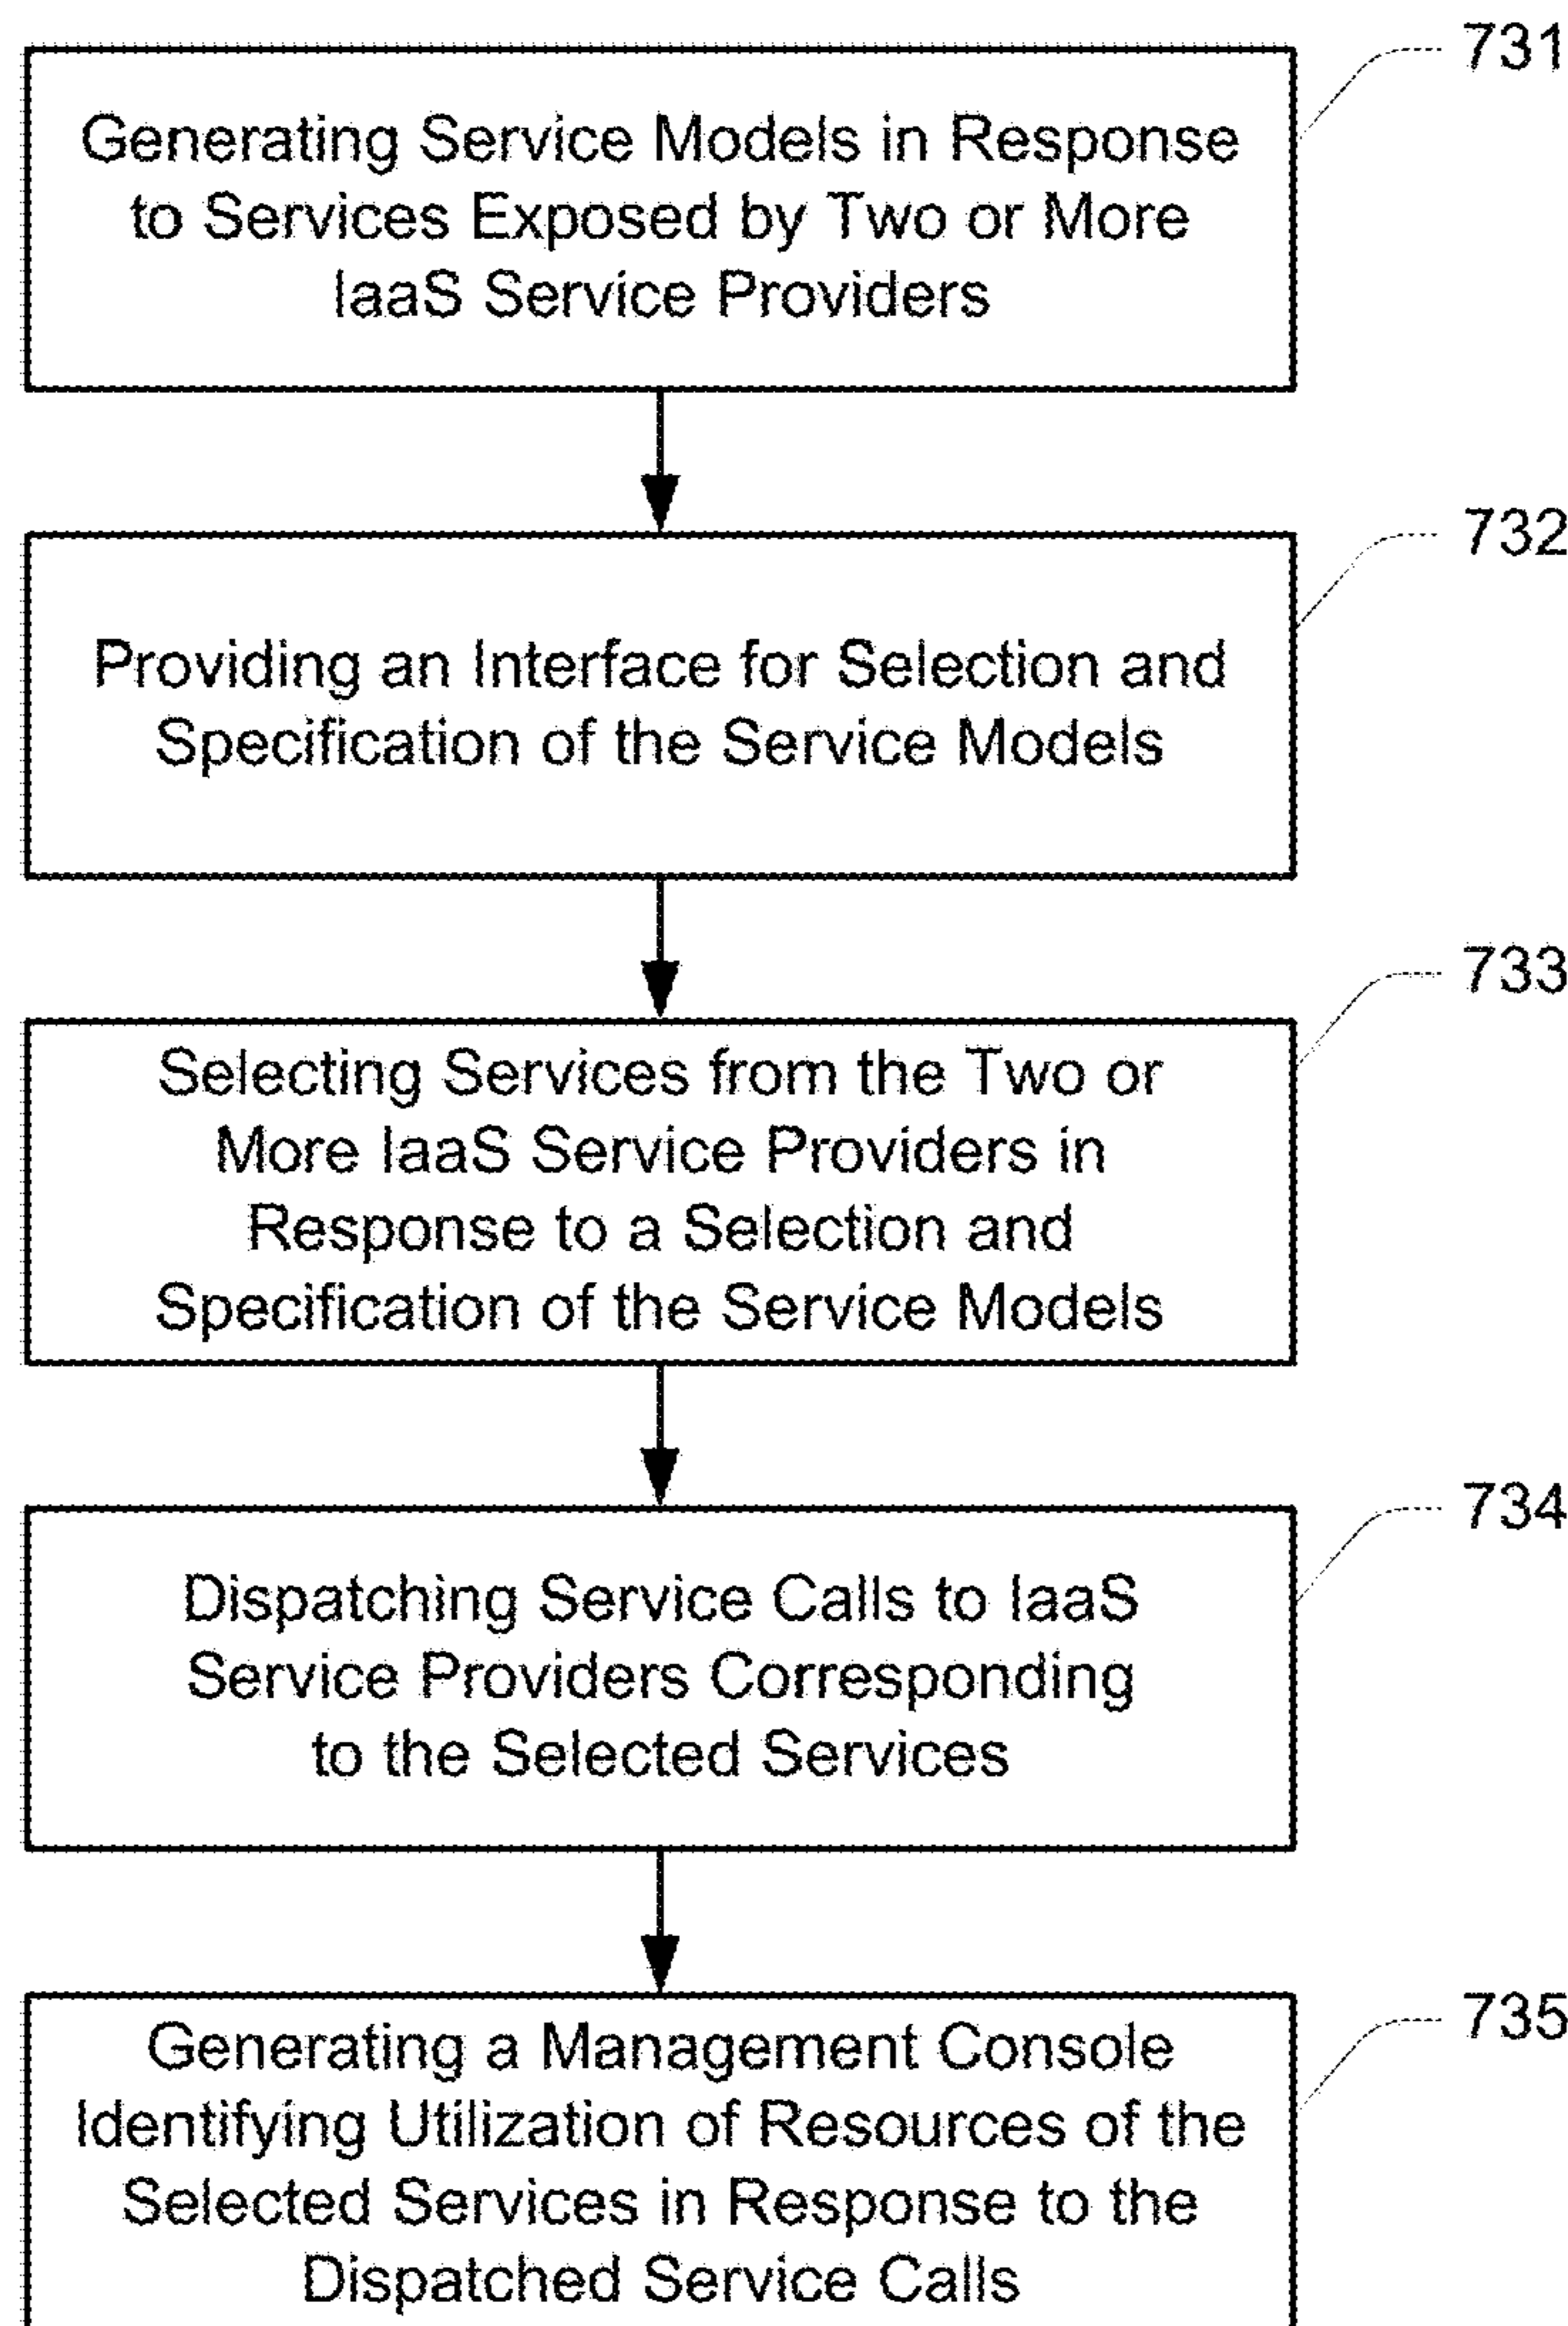 731
Generating Service Models in Response
to Services Exposed by Two or More
IaaS Service Providers
732
Providing an Interface for Selection and
Specification of the Service Models
733
Selecting Services from the Two or
More IaaS Service Providers in
Response to a Selection and
Specification of the Service Models
734
Dispatching Service Calls to IaaS
Service Providers Corresponding
to the Selected Services
735
Generating a Management Console
Identifying Utilization of Resources of the
Selected Services in Response to the
Dispatched Service Calls